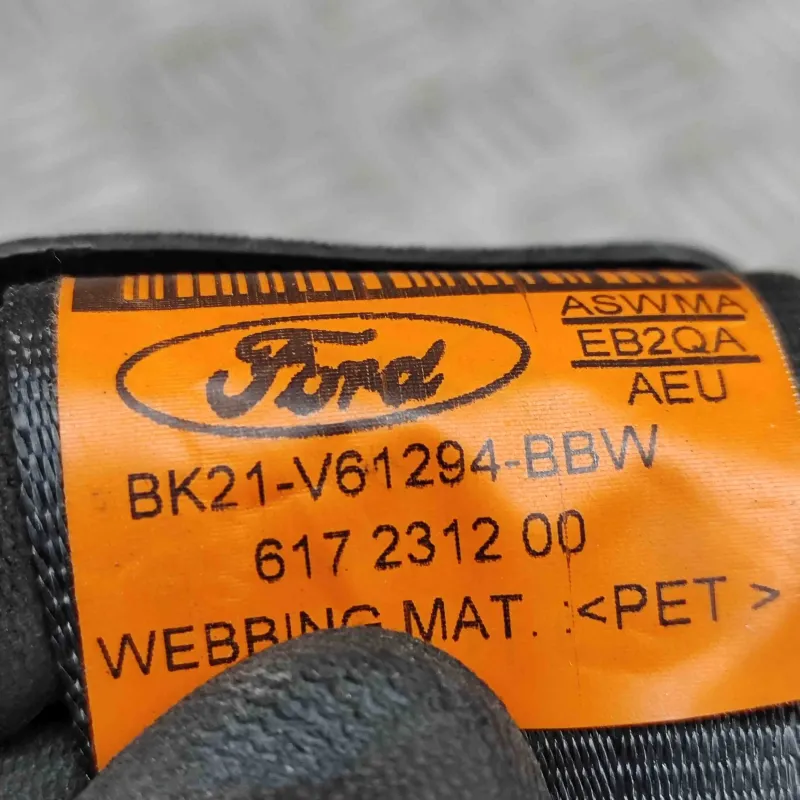 ASWMA
EB2QA
AEU
Ford
BK21-V61294-BBW
617 2312 00
WEBBING MAT. :<PET >